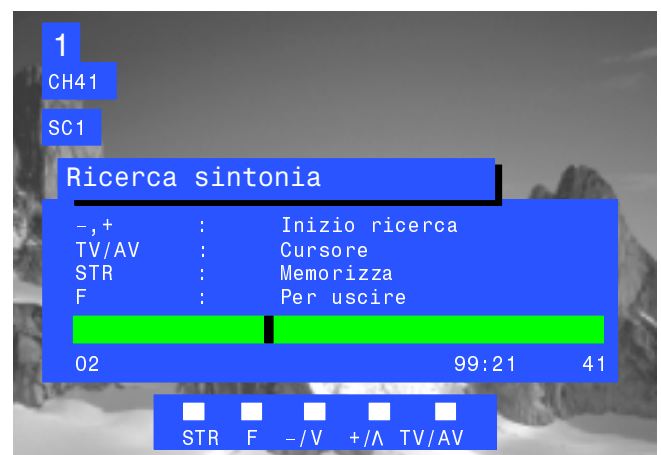 1
CH41
SC1
Ricerca sintonia
-,+ : Inizio ricerca
TV/AV : Cursore
STR : Memorizza
F : Per uscire
02 99:21 41
STR F -/V +/Λ TV/AV